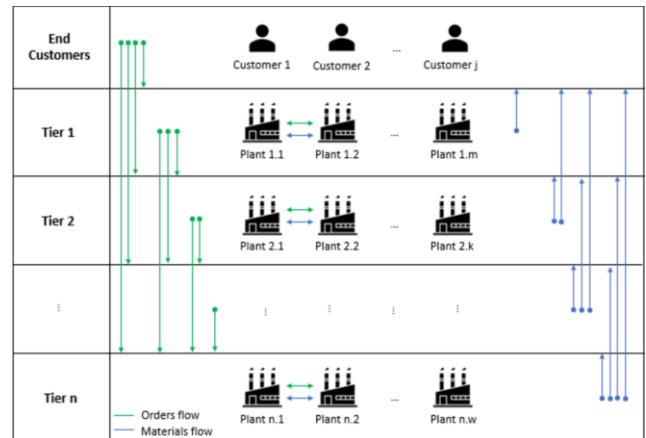 End
Customers
Customer 1 Customer 2 ... Customer j
Tier 1
Plant 1.1 Plant 1.2 ... Plant 1.m
Tier 2
Plant 2.1 Plant 2.2 ... Plant 2.k
⋮ ⋮ ⋮ ⋮ ⋮
Tier n
Plant n.1 Plant n.2 ... Plant n.w
Orders flow
Materials flow